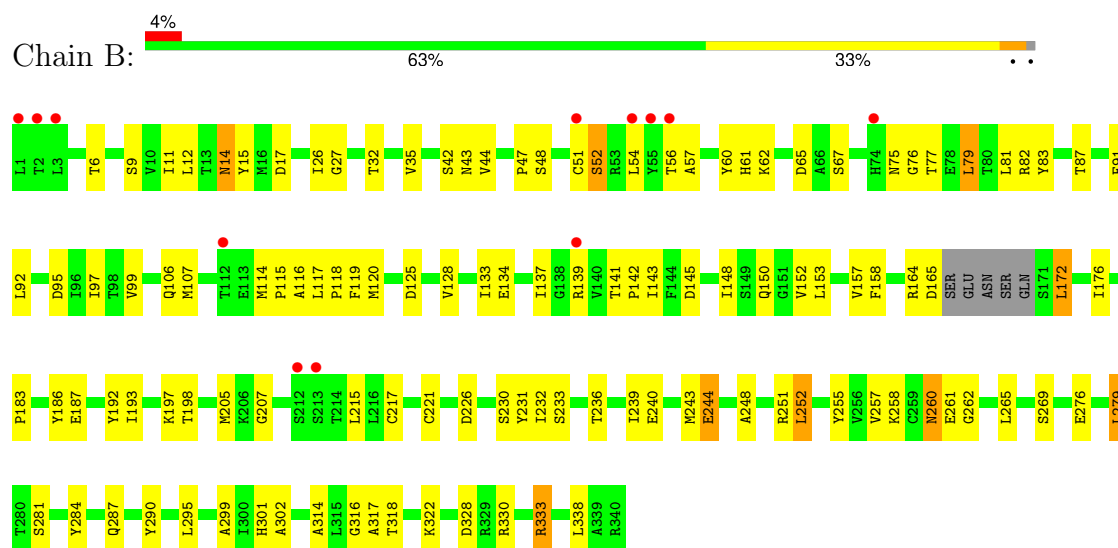 4%
Chain B:
63% 33% • •
L1 T2 L3 T6 S9 V10 I11 L12 T13 N14 Y15 M16 D17 I26 G27 T32 V35 S42 N43 V44 P47 S48 C51 S52 R53 L54 Y55 T56 A57 Y60 H61 K62 D65 A66 S67 H74 N75 G76 T77 E78 L79 T80 L81 R82 Y83 T87
L92 D95 I96 I97 T98 V99 Q106 M107 T112 E113 M114 P115 A116 L117 P118 F119 M120 D125 V128 I133 E134 I137 G138 R139 V140 T141 P142 I143 F144 D145 I148 S149 Q150 G151 V152 L153 V157 F158 R164 D165 SER GLU ASN SER GLN S171 L172 I176
P183 Y186 E187 Y192 I193 K197 T198 M205 K206 G207 S212 S213 T214 L215 L216 C217 C221 D226 S230 Y231 I232 S233 T236 I239 E240 M243 E244 A248 R251 L252 Y255 V256 V257 K258 C259 N260 E261 G262 L265 S269 E276
T280 S281 Y284 Q287 Y290 L295 A299 I300 H301 A302 A314 L315 G316 A317 T318 K322 D328 R329 R330 R333 L338 A339 R340